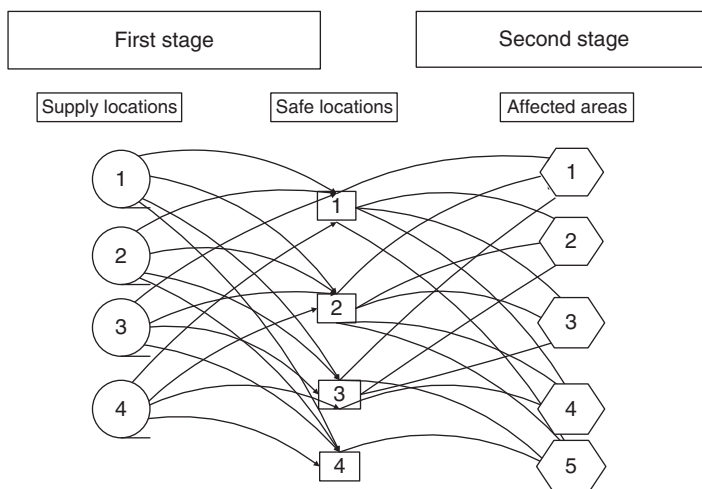 First stage
Second stage
Supply locations
Safe locations
Affected areas
1
2
3
4
1
2
3
4
1
2
3
4
5